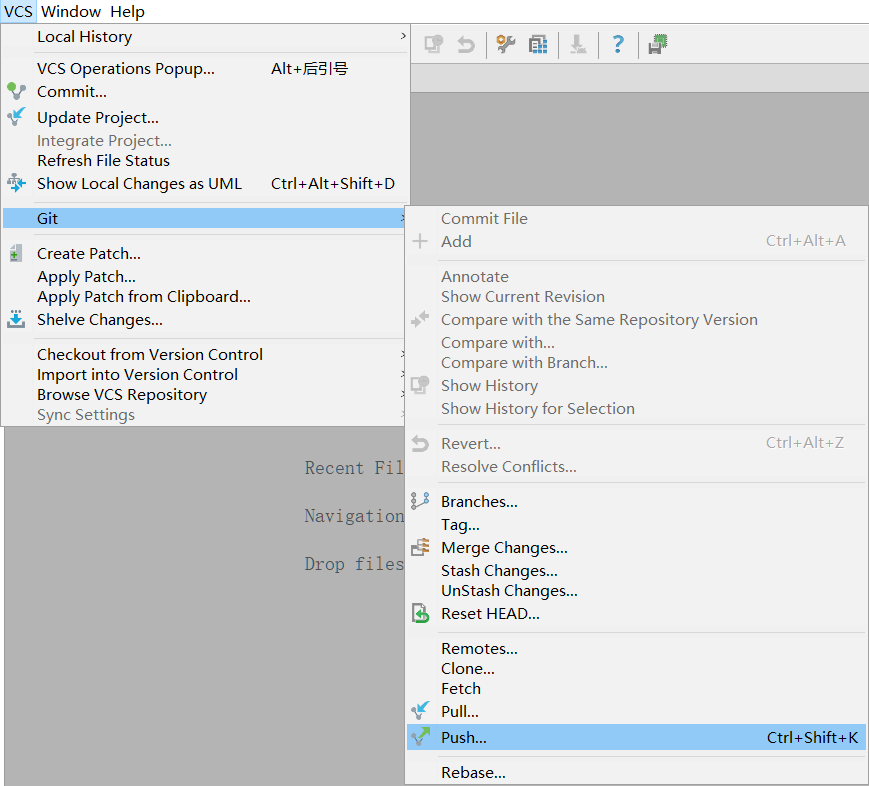 VCS Window Help
Local History
VCS Operations Popup... Alt+后引号
Commit...
Update Project...
Integrate Project...
Refresh File Status
Show Local Changes as UML Ctrl+Alt+Shift+D
Git
Create Patch...
Apply Patch...
Apply Patch from Clipboard...
Shelve Changes...
Checkout from Version Control
Import into Version Control
Browse VCS Repository
Sync Settings
Commit File
Add Ctrl+Alt+A
Annotate
Show Current Revision
Compare with the Same Repository Version
Compare with...
Compare with Branch...
Show History
Show History for Selection
Revert... Ctrl+Alt+Z
Resolve Conflicts...
Branches...
Tag...
Merge Changes...
Stash Changes...
UnStash Changes...
Reset HEAD...
Remotes...
Clone...
Fetch
Pull...
Push... Ctrl+Shift+K
Rebase...
Recent Fil
Navigation
Drop files